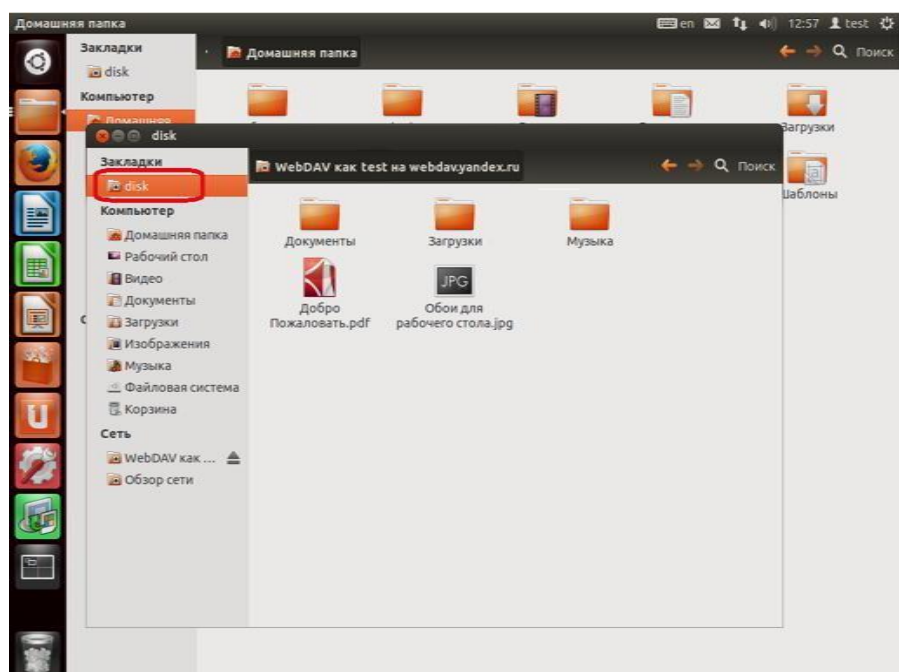 Домашняя папка
en
12:57
test
Закладки
disk
Компьютер
Домашняя
Домашняя папка
Поиск
Загрузки
Шаблоны
disk
Закладки
disk
Компьютер
Домашняя папка
Рабочий стол
Видео
Документы
Загрузки
Изображения
Музыка
Файловая система
Корзина
Сеть
WebDAV как ...
Обзор сети
WebDAV как test на webdav.yandex.ru
Поиск
Документы
Загрузки
Музыка
Добро
Пожаловать.pdf
JPG
Обои для
рабочего стола.jpg